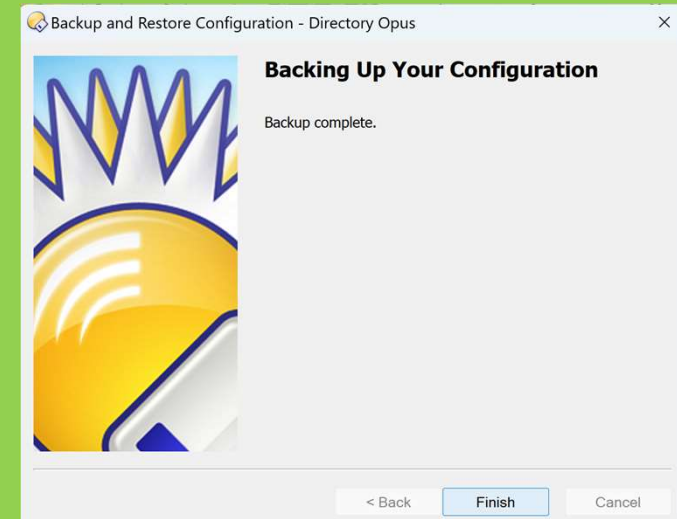 Backup and Restore Configuration - Directory Opus
Backing Up Your Configuration
Backup complete.
< Back
Finish
Cancel